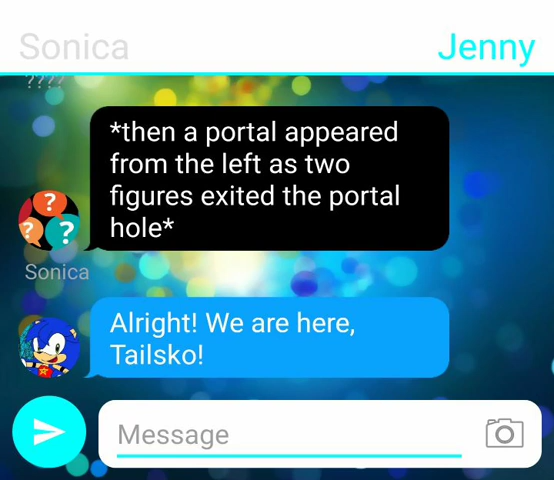 Sonica Jenny
????
*then a portal appeared
from the left as two
figures exited the portal
hole*
? ? ?
Sonica
Alright! We are here,
Tailsko!
Message